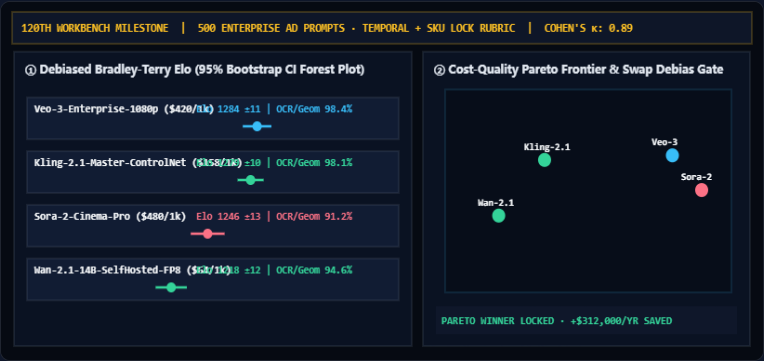 120TH WORKBENCH MILESTONE | 500 ENTERPRISE AD PROMPTS · TEMPORAL + SKU LOCK RUBRIC | COHEN'S κ: 0.89
① Debiased Bradley-Terry Elo (95% Bootstrap CI Forest Plot)
Veo-3-Enterprise-1080p ($420/1k) 1284 ±11 | OCR/Geom 98.4%
Kling-2.1-Master-ControlNet ±10 | OCR/Geom 98.1%
Sora-2-Cinema-Pro ($480/1k) Elo 1246 ±13 | OCR/Geom 91.2%
Wan-2.1-14B-SelfHosted-FP8 ±12 | OCR/Geom 94.6%
② Cost-Quality Pareto Frontier & Swap Debias Gate
Kling-2.1
Veo-3
Sora-2
Wan-2.1
PARETO WINNER LOCKED · +$312,000/YR SAVED